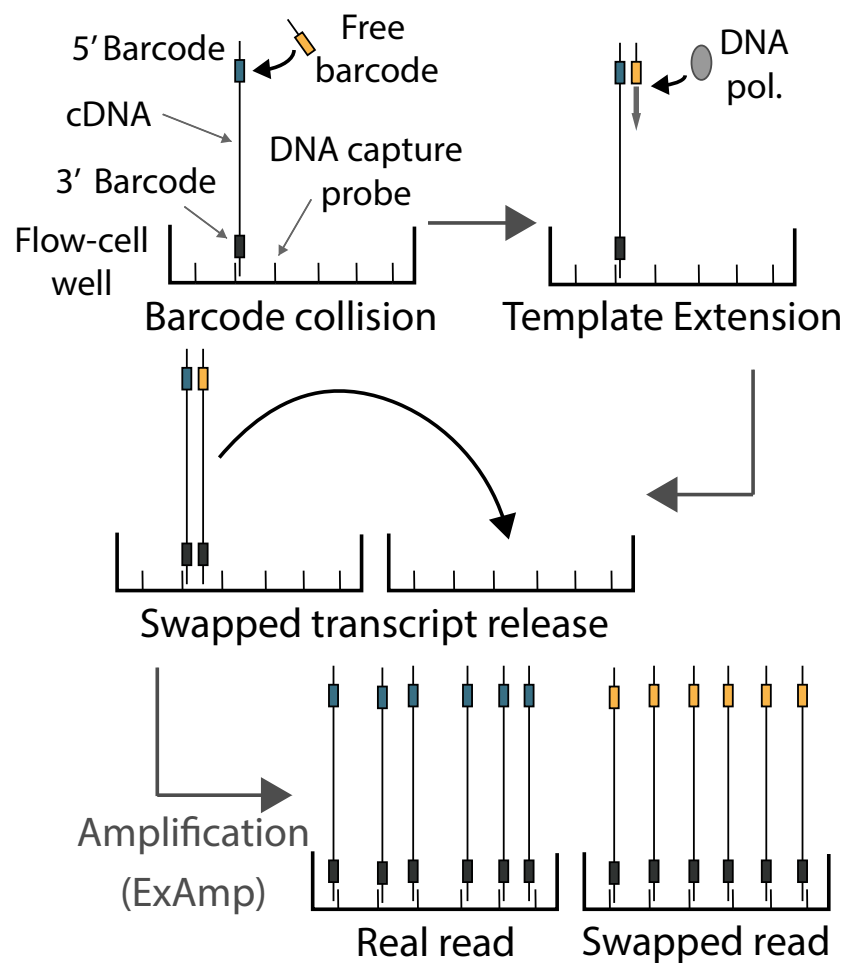 5’ Barcode
Free
barcode
cDNA
3’ Barcode
DNA capture
probe
Flow-cell
well
Barcode collision
DNA
pol.
Template Extension
Swapped transcript release
Amplification
(ExAmp)
Real read
Swapped read